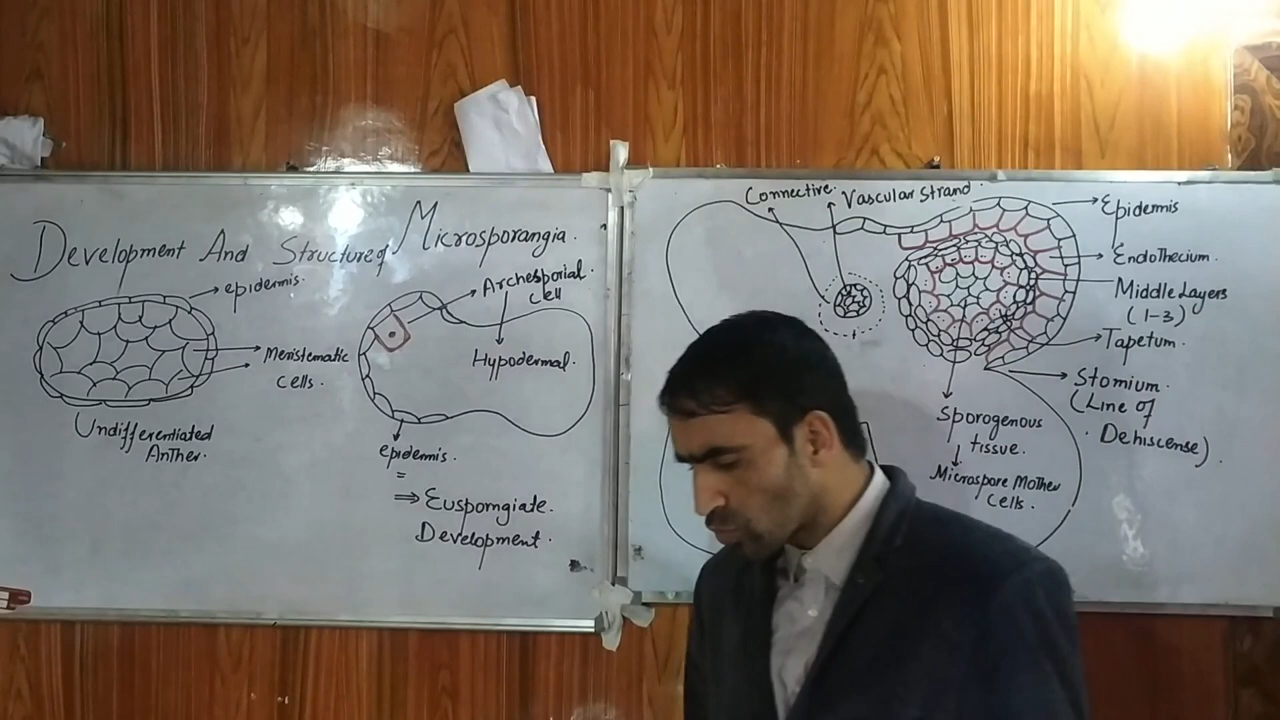 Development And Structure of Microsporangia.
epidermis.
Meristematic
cells.
Undifferentiated
Anther.
Archesporial
cell
Hypodermal.
epidermis.
=
⇒ Eusporngiate
Development.
Connective. Vascular strand.
Epidermis
Endothecium.
Middle Layers
(1-3)
Tapetum.
Stomium.
(Line of
Dehiscense).
Sporogenous
tissue.
Microspore Mother
Cells.